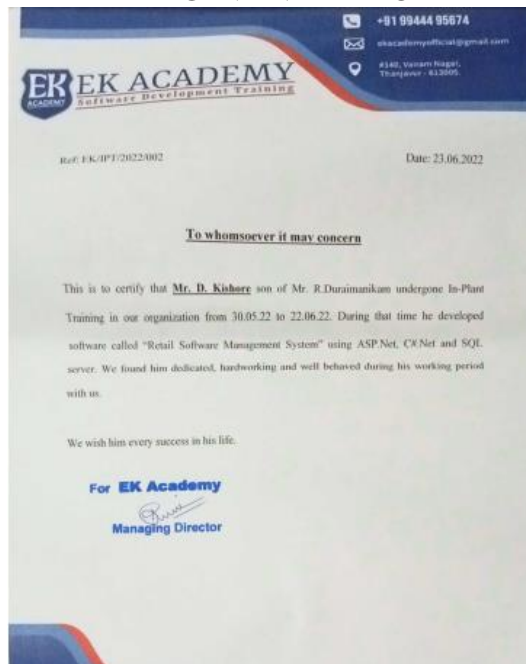 +91 99444 95674
ekacademyofficial@gmail.com
#140, Vanam Nagar,
Thanjavur - 613005.
EK
ACADEMY
EK ACADEMY
Software Development Training
Ref: EK/IPT/2022/002
Date: 23.06.2022
To whomsoever it may concern
This is to certify that Mr. D. Kishore son of Mr. R.Duraimanikam undergone In-Plant
Training in our organization from 30.05.22 to 22.06.22. During that time he developed
software called “Retail Software Management System” using ASP.Net, C#.Net and SQL
server. We found him dedicated, hardworking and well behaved during his working period
with us.
We wish him every success in his life.
For EK Academy
Managing Director